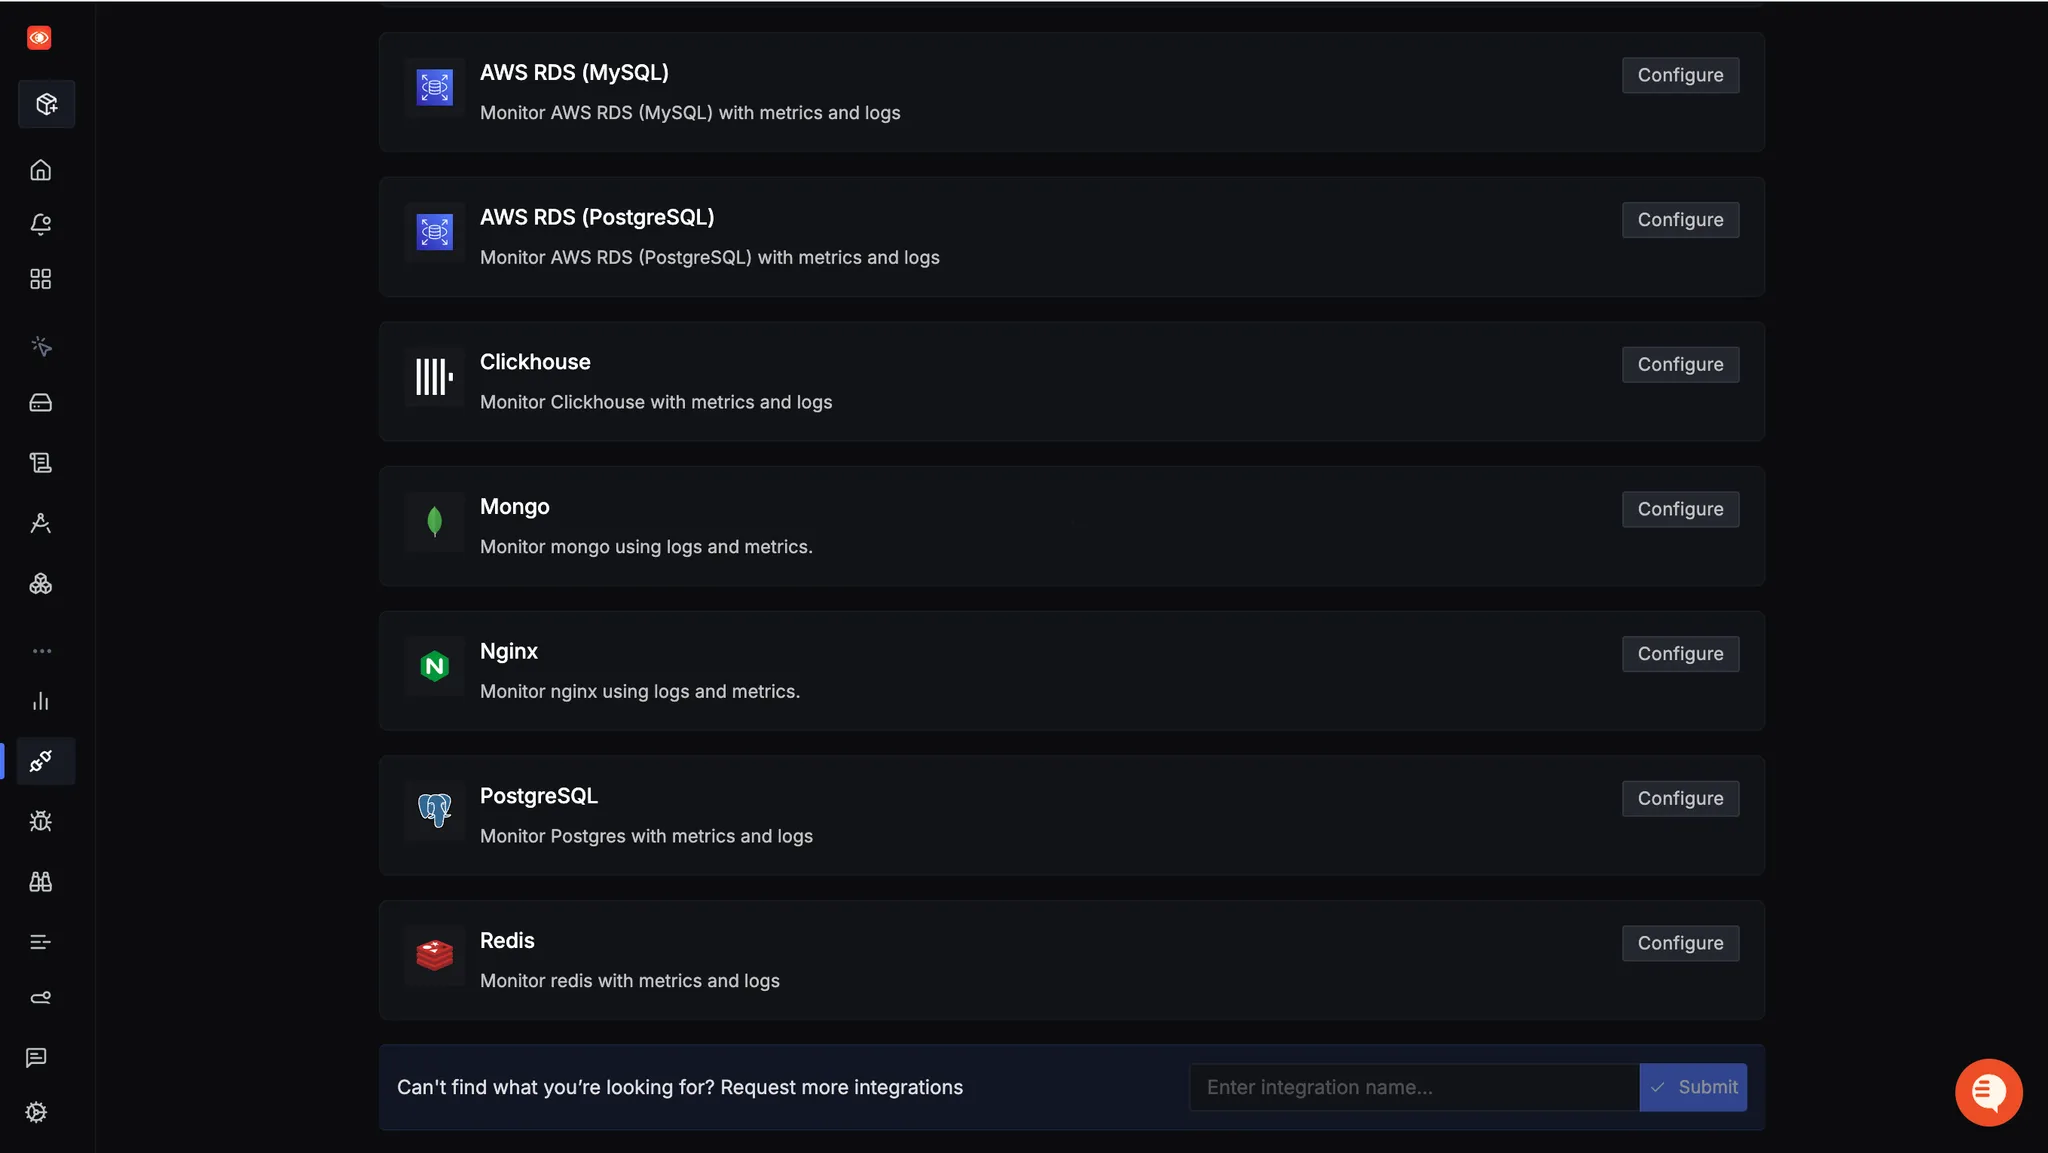 AWS RDS (MySQL)
Configure
Monitor AWS RDS (MySQL) with metrics and logs
AWS RDS (PostgreSQL)
Configure
Monitor AWS RDS (PostgreSQL) with metrics and logs
Clickhouse
Configure
Monitor Clickhouse with metrics and logs
Mongo
Configure
Monitor mongo using logs and metrics.
Nginx
Configure
Monitor nginx using logs and metrics.
PostgreSQL
Configure
Monitor Postgres with metrics and logs
Redis
Configure
Monitor redis with metrics and logs
Can't find what you’re looking for? Request more integrations
Enter integration name...
Submit